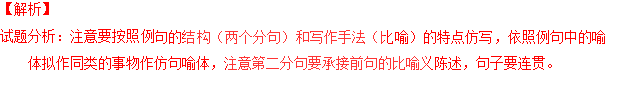 【解析】
试题分析：注意要按照例句的结构（两个分句）和写作手法（比喻）的特点仿写，依照例句中的喻
体拟作同类的事物作仿句喻体，注意第二分句要承接前句的比喻义陈述，句子要连贯。